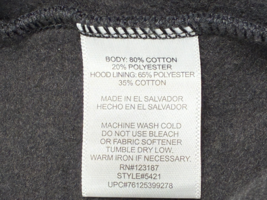 BODY: 80% COTTON
20% POLYESTER
HOOD LINING: 65% POLYESTER
35% COTTON
MADE IN EL SALVADOR
HECHO EN EL SALVADOR
MACHINE WASH COLD
DO NOT USE BLEACH
OR FABRIC SOFTENER
TUMBLE DRY LOW.
WARM IRON IF NECESSARY.
RN#123187
STYLE#5421
UPC#76125399278